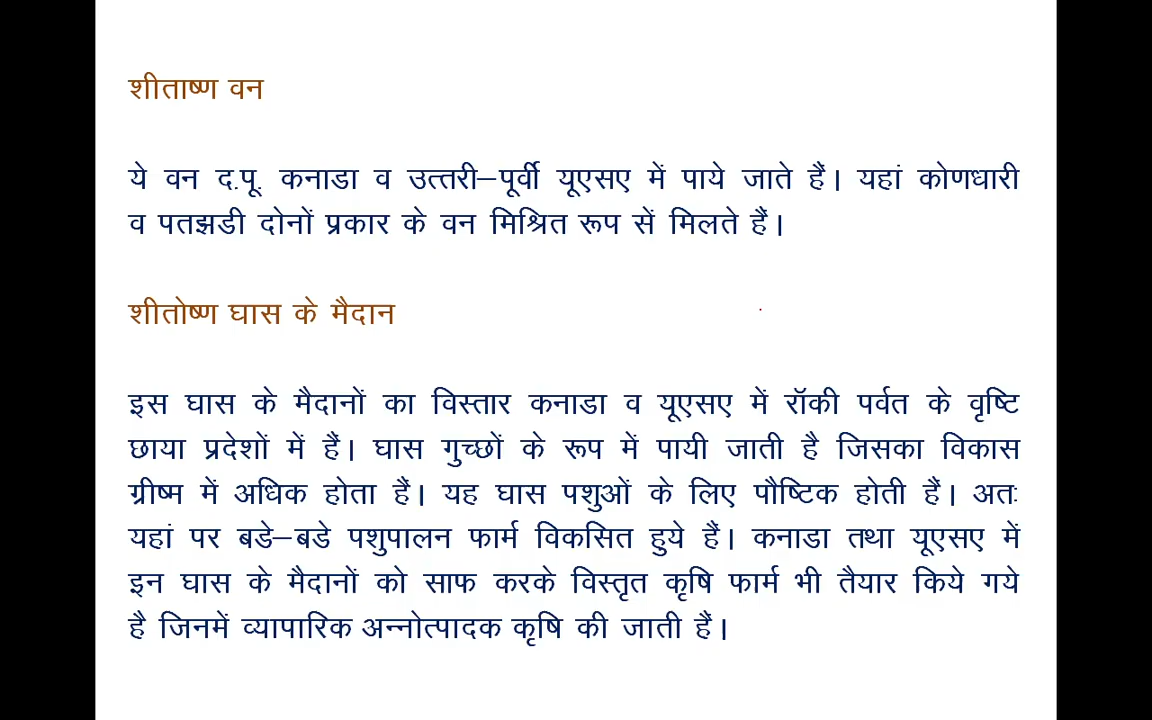 शीताष्ण वन
ये वन द.पू. कनाडा व उत्तरी–पूर्वी यूएसए में पाये जाते हैं। यहां कोणधारी
व पतझडी दोनों प्रकार के वन मिश्रित रूप सें मिलते हैं।
शीतोष्ण घास के मैदान
इस घास के मैदानों का विस्तार कनाडा व यूएसए में रॉकी पर्वत के वृष्टि
छाया प्रदेशों में हैं। घास गुच्छों के रूप में पायी जाती है जिसका विकास
ग्रीष्म में अधिक होता हैं। यह घास पशुओं के लिए पौष्टिक होती हैं। अतः
यहां पर बडे–बडे पशुपालन फार्म विकसित हुये हैं। कनाडा तथा यूएसए में
इन घास के मैदानों को साफ करके विस्तृत कृषि फार्म भी तैयार किये गये
है जिनमें व्यापारिक अन्नोत्पादक कृषि की जाती हैं।